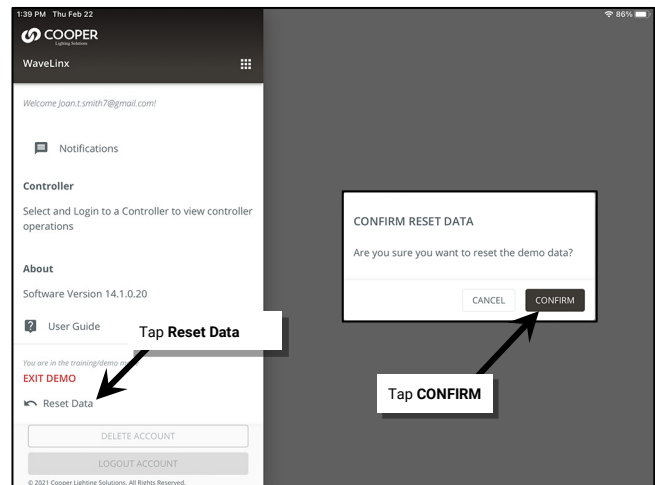 1:39 PM Thu Feb 22
86%
COOPER
Lighting Solutions
WaveLinx
Welcome Joan.t.smith7@gmail.com!
Notifications
Controller
Select and Login to a Controller to view controller
operations
About
Software Version 14.1.0.20
User Guide
Tap Reset Data
You are in the training/demo m
EXIT DEMO
Reset Data
DELETE ACCOUNT
LOGOUT ACCOUNT
© 2021 Cooper Lighting Solutions. All Rights Reserved.
CONFIRM RESET DATA
Are you sure you want to reset the demo data?
CANCEL
CONFIRM
Tap CONFIRM